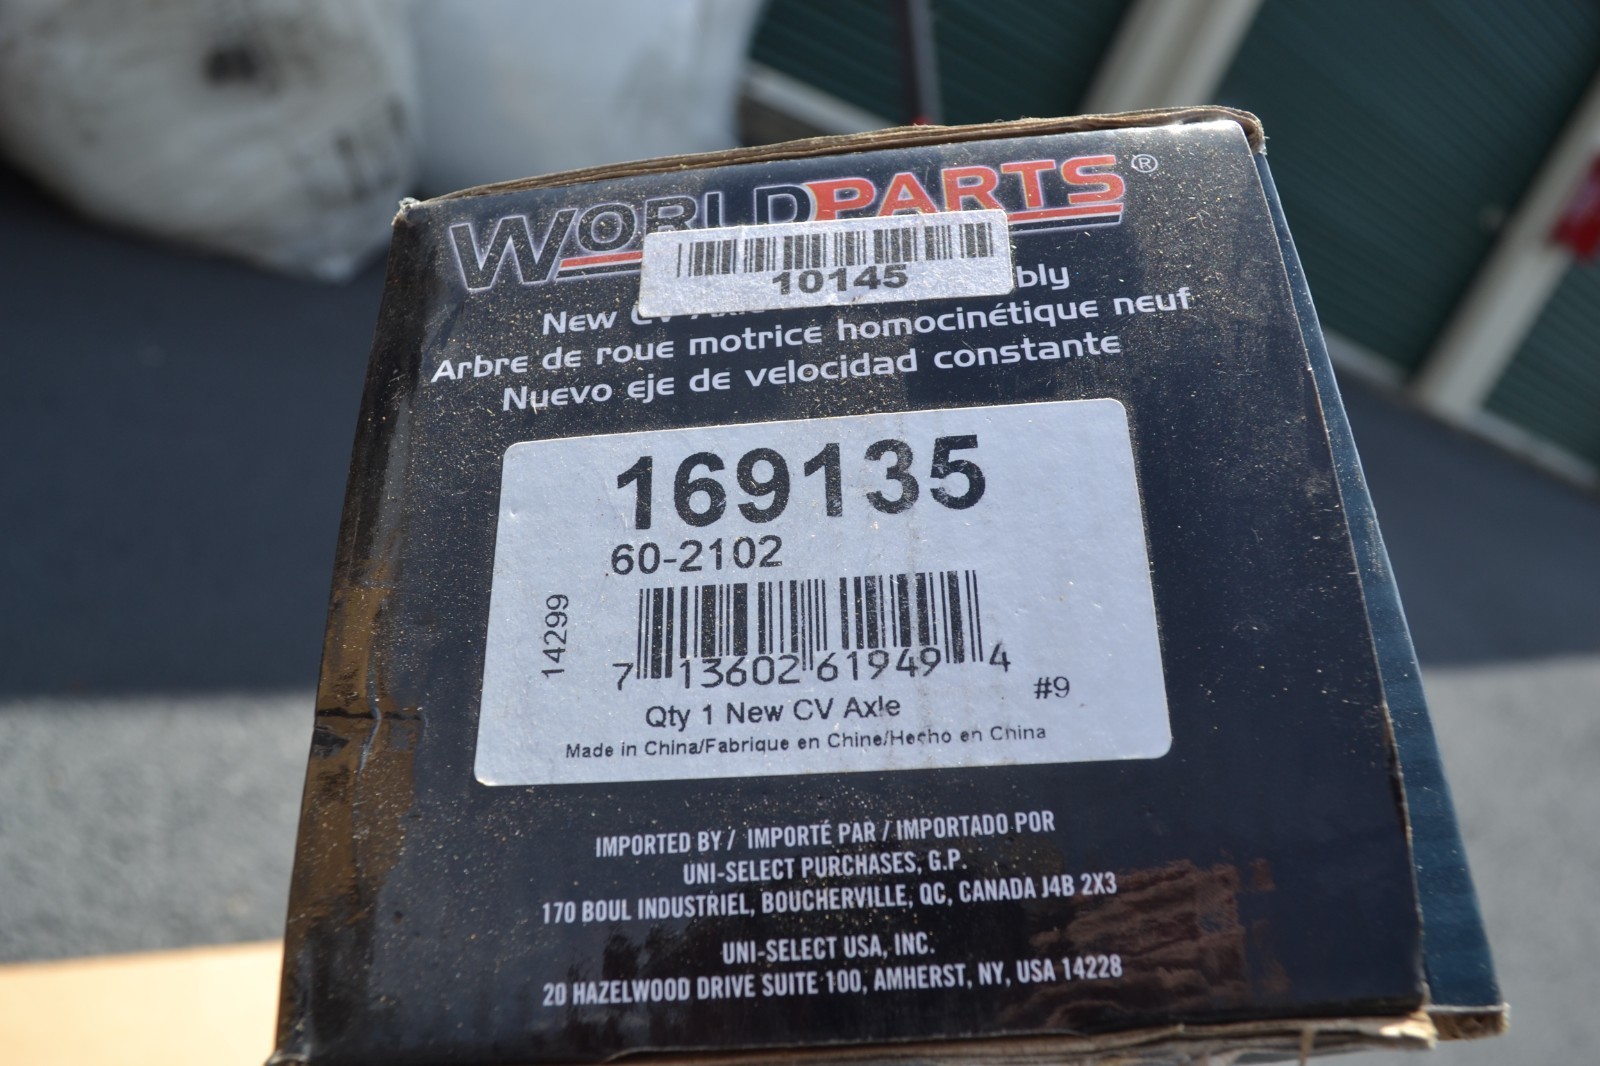 WORLDPARTS®
10145
New CV bly
Arbre de roue motrice homocinétique neuf
Nuevo eje de velocidad constante
169135
60-2102
14299
7 13602 61949 4
#9
Qty 1 New CV Axle
Made in China/Fabrique en Chine/Hecho en China
IMPORTED BY / IMPORTÉ PAR / IMPORTADO POR
UNI-SELECT PURCHASES, G.P.
170 BOUL INDUSTRIEL, BOUCHERVILLE, QC, CANADA J4B 2X3
UNI-SELECT USA, INC.
20 HAZELWOOD DRIVE SUITE 100, AMHERST, NY, USA 14228